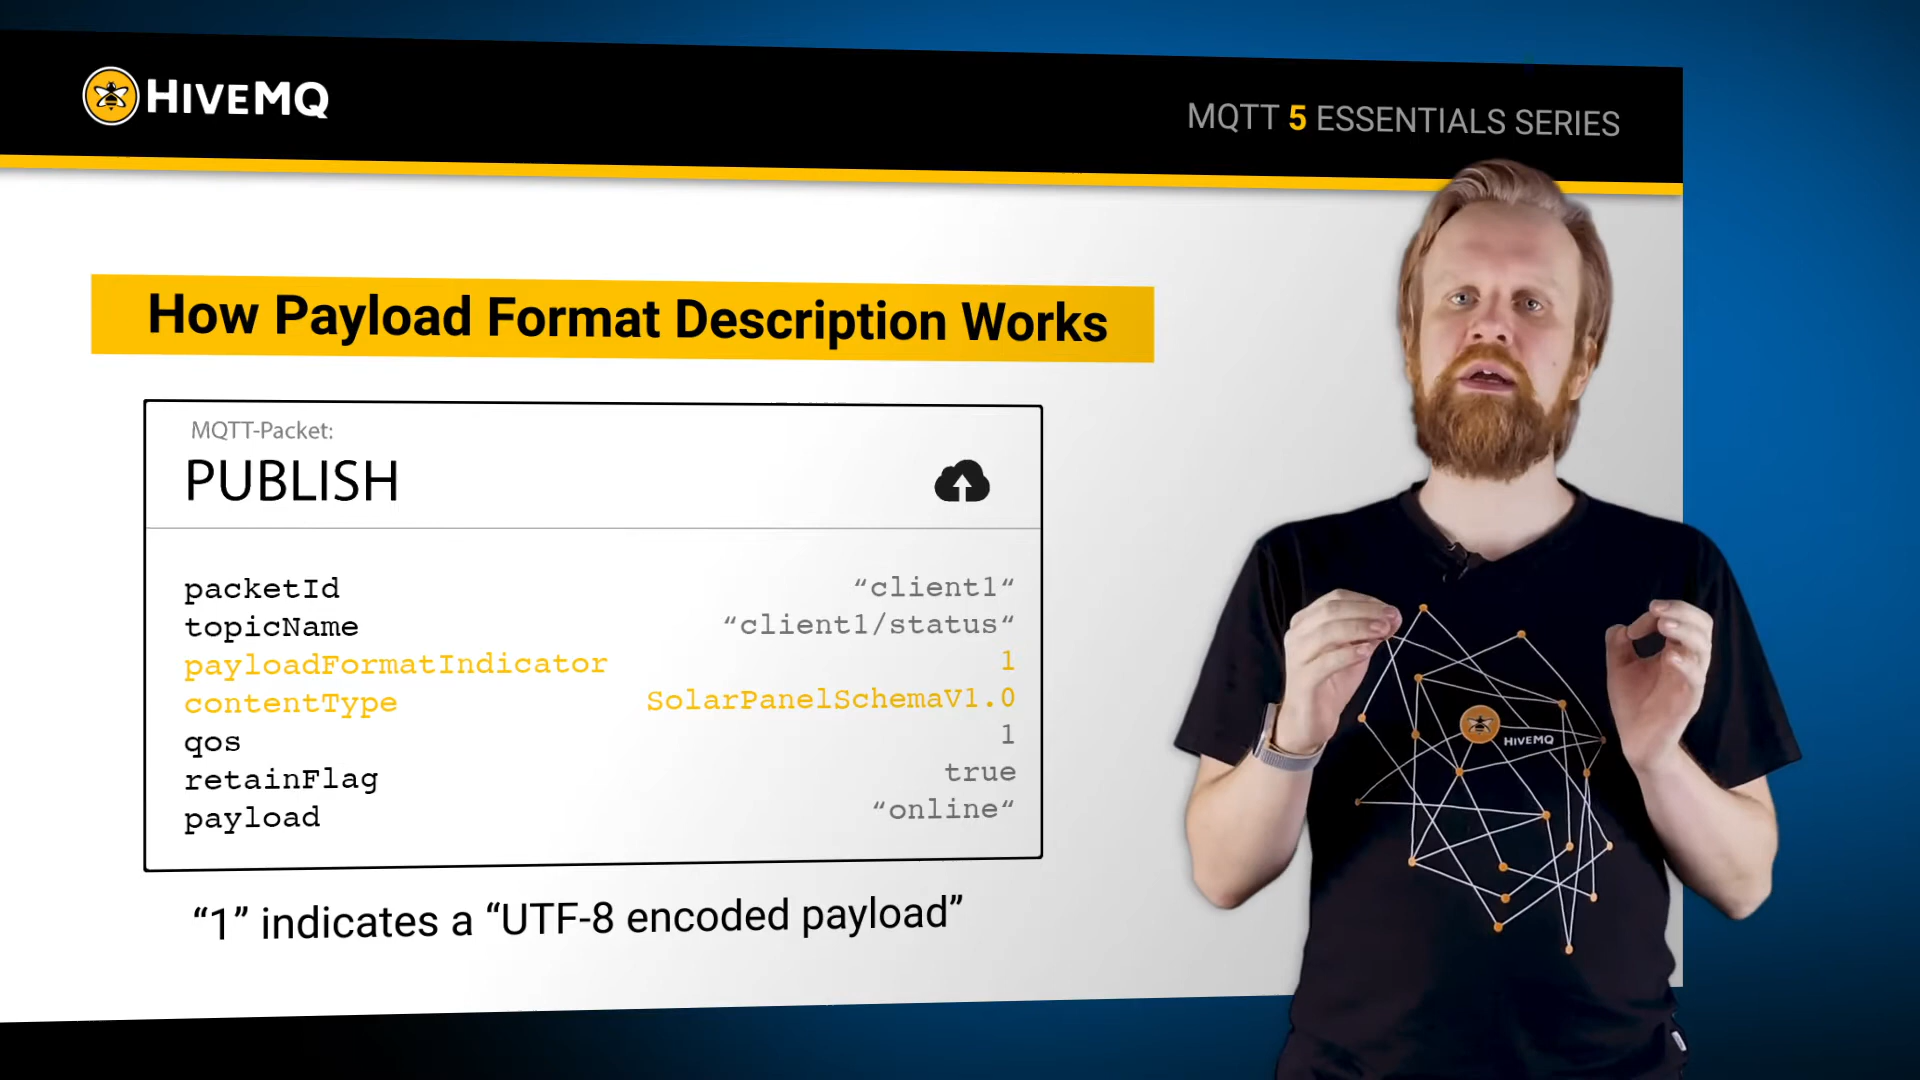 HIVEMQ
MQTT 5 ESSENTIALS SERIES
How Payload Format Description Works
MQTT-Packet:
PUBLISH
packetId “client1“
topicName “client1/status“
payloadFormatIndicator 1
contentType SolarPanelSchemaV1.0
qos 1
retainFlag true
payload “online“
“1” indicates a “UTF-8 encoded payload”
HIVEMQ